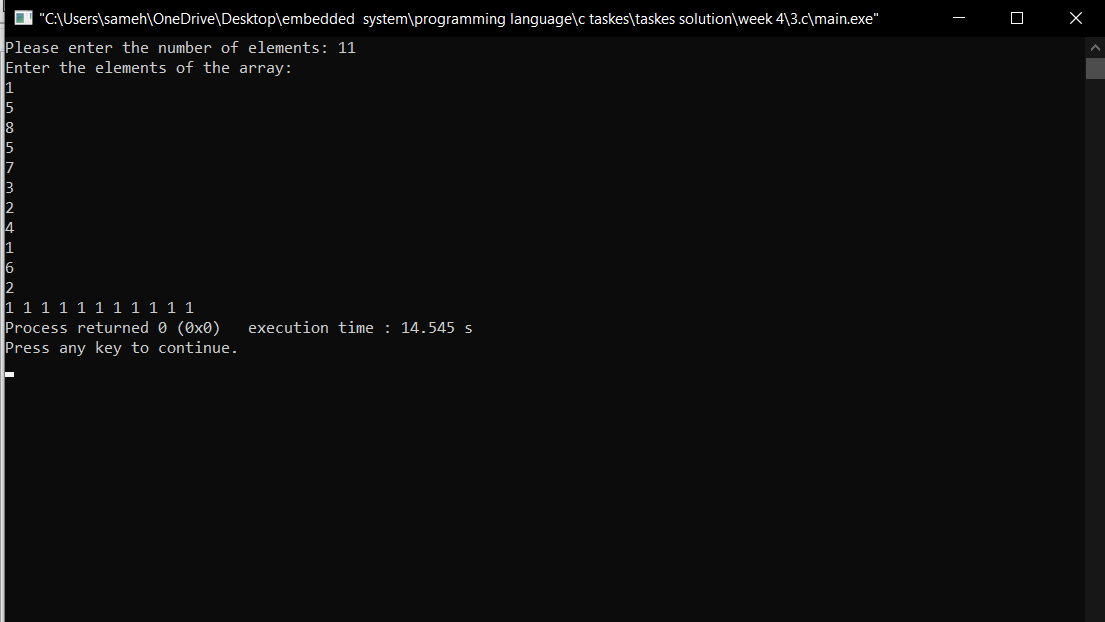 "C:\Users\sameh\OneDrive\Desktop\embedded  system\programming language\c taskes\taskes solution\week 4\3.c\main.exe"
Please enter the number of elements: 11
Enter the elements of the array:
1
5
8
5
7
3
2
4
1
6
2
1 1 1 1 1 1 1 1 1 1 1
Process returned 0 (0x0)   execution time : 14.545 s
Press any key to continue.